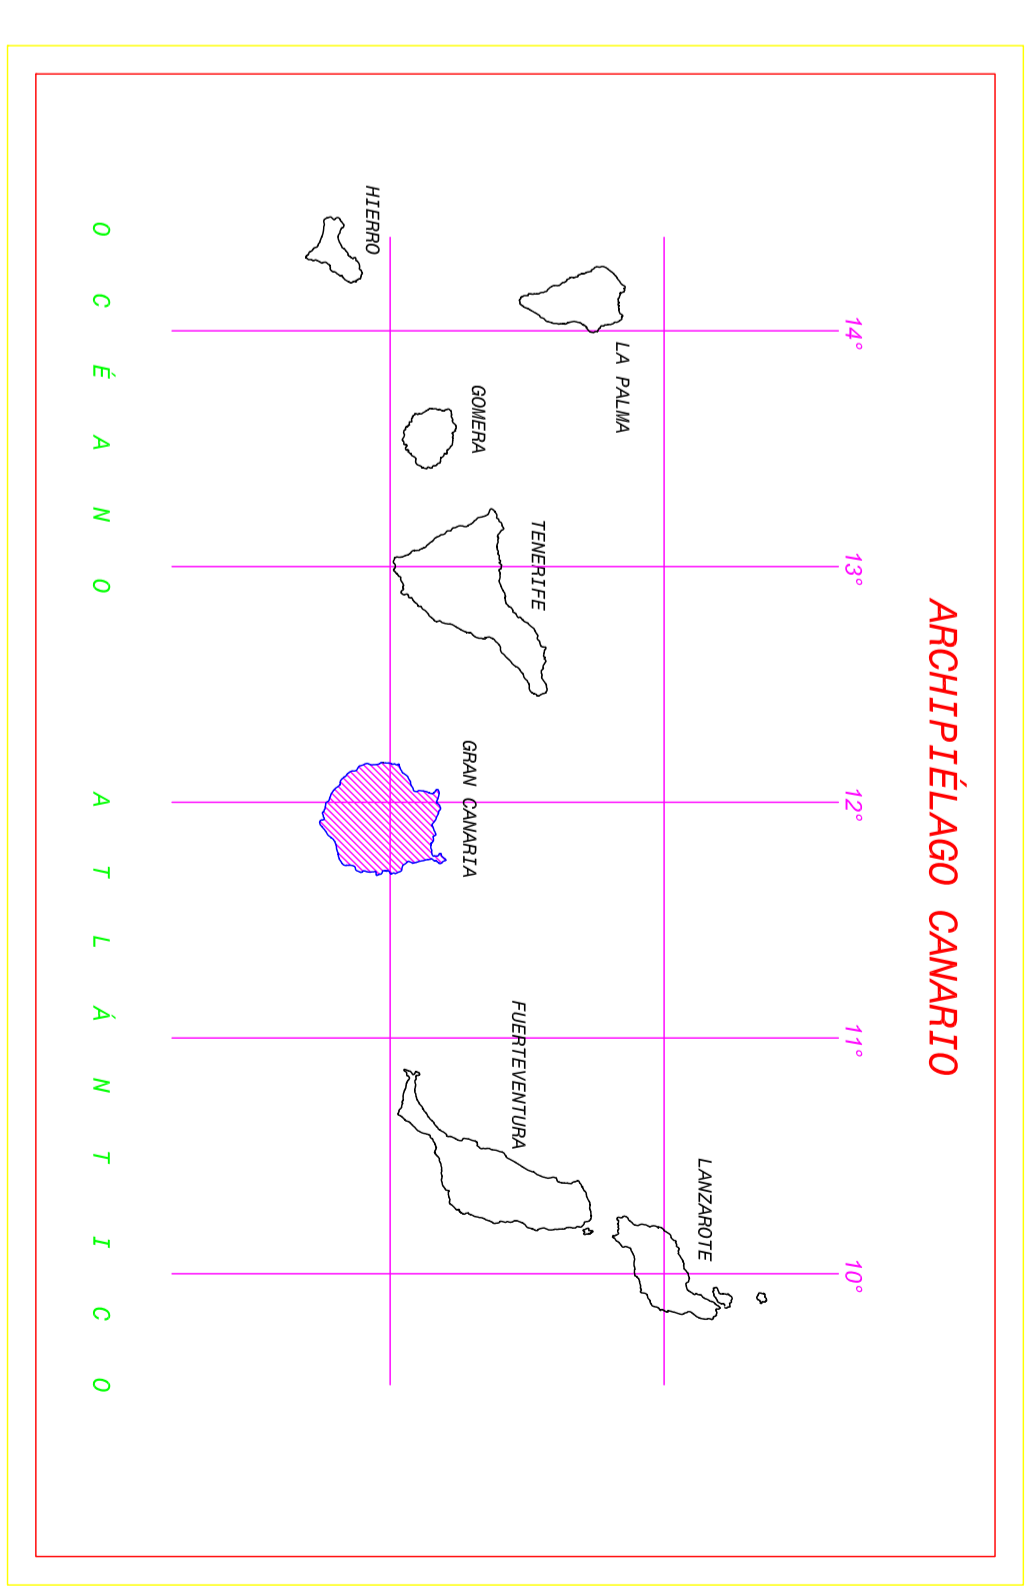 ARCHIPIÉLAGO CANARIO
14°
13°
12°
11°
10°
LANZAROTE
LA PALMA
TENERIFE
FUERTEVENTURA
GOMERA
GRAN CANARIA
HIERRO
OCÉANO ATLÁNTICO